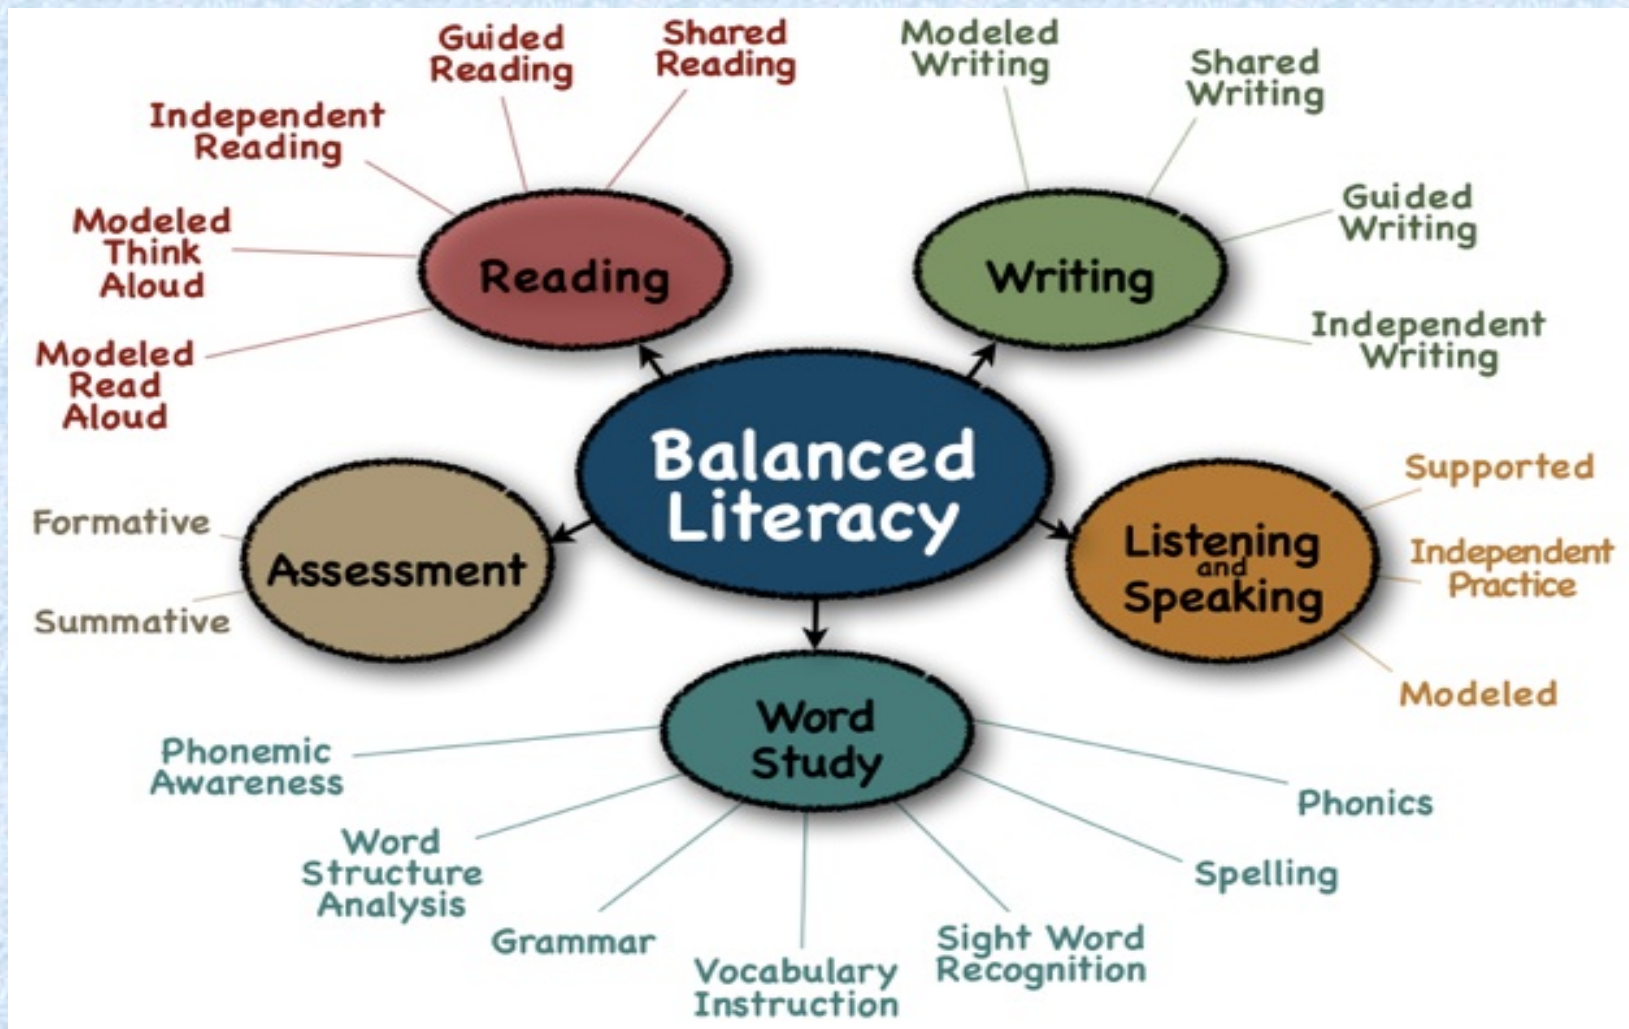 Guided
Reading
Shared
Reading
Modeled
Writing
Shared
Writing
Independent
Reading
Guided
Writing
Modeled
Think
Aloud
Reading
Writing
Independent
Writing
Modeled
Read
Aloud
Balanced
Literacy
Supported
Formative
Assessment
Summative
Listening
and
Speaking
Independent
Practice
Modeled
Word
Study
Phonemic
Awareness
Word
Structure
Analysis
Grammar
Vocabulary
Instruction
Sight Word
Recognition
Spelling
Phonics